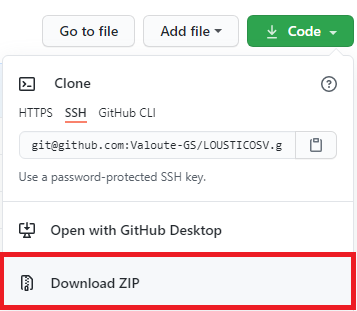 Go to file Add file Code
Clone
HTTPS SSH GitHub CLI
git@github.com:Valoute-GS/LOUSTICOSV.g
Use a password-protected SSH key.
Open with GitHub Desktop
Download ZIP